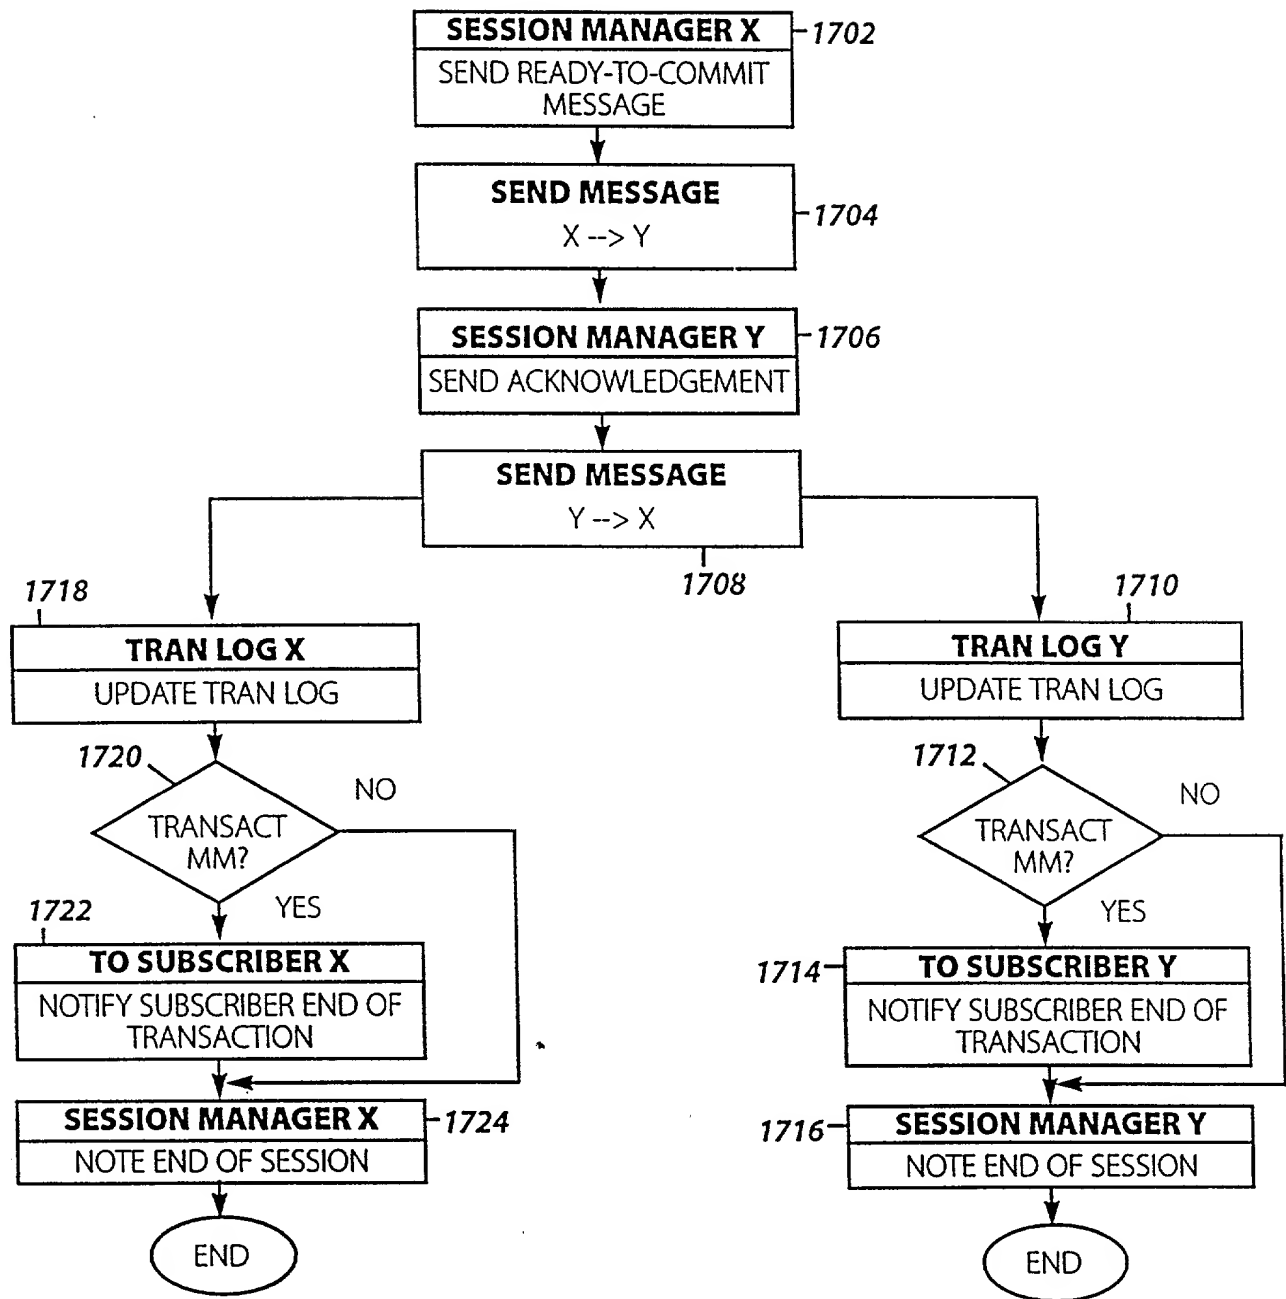 SESSION MANAGER X
1702
SEND READY-TO-COMMIT
MESSAGE
SEND MESSAGE
1704
X --> Y
SESSION MANAGER Y
1706
SEND ACKNOWLEDGEMENT
SEND MESSAGE
Y --> X
1708
1718
TRAN LOG X
UPDATE TRAN LOG
1720
NO
TRANSACT
MM?
YES
1722
TO SUBSCRIBER X
NOTIFY SUBSCRIBER END OF
TRANSACTION
SESSION MANAGER X
1724
NOTE END OF SESSION
END
1710
TRAN LOG Y
UPDATE TRAN LOG
1712
NO
TRANSACT
MM?
YES
1714
TO SUBSCRIBER Y
NOTIFY SUBSCRIBER END OF
TRANSACTION
1716
SESSION MANAGER Y
NOTE END OF SESSION
END